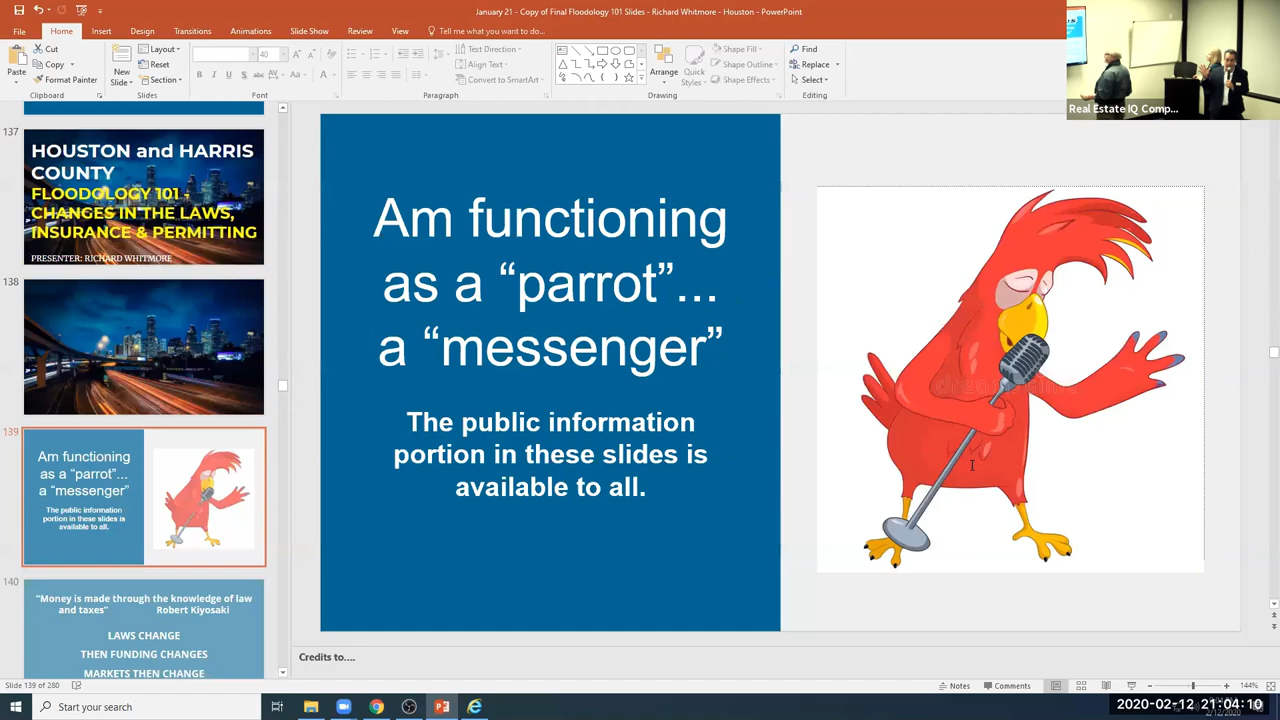 January 21 - Copy of Final Floodology 101 Slides - Richard Whitmore - Houston - PowerPoint
File
Home
Insert
Design
Transitions
Animations
Slide Show
Review
View
Tell me what you want to do...
Paste
Cut
Copy
Format Painter
Clipboard
New
Slide
Layout
Reset
Section
Slides
40
Font
Text Direction
Align Text
Convert to SmartArt
Paragraph
Arrange
Quick
Styles
Shape Fill
Shape Outline
Shape Effects
Drawing
Find
Replace
Select
Editing
Real Estate IQ Comp...
137
HOUSTON and HARRIS
COUNTY
FLOODOLOGY 101 -
CHANGES IN THE LAWS,
INSURANCE & PERMITTING
PRESENTER: RICHARD WHITMORE
138
139
Am functioning
as a “parrot”...
a “messenger”
The public information
portion in these slides is
available to all.
140
“Money is made through the knowledge of law
and taxes” Robert Kiyosaki
LAWS CHANGE
THEN FUNDING CHANGES
MARKETS THEN CHANGE
Am functioning
as a “parrot”...
a “messenger”
The public information
portion in these slides is
available to all.
Credits to....
Slide 139 of 280
Notes
Comments
144%
Start your search
2020-02-12 21:04:10